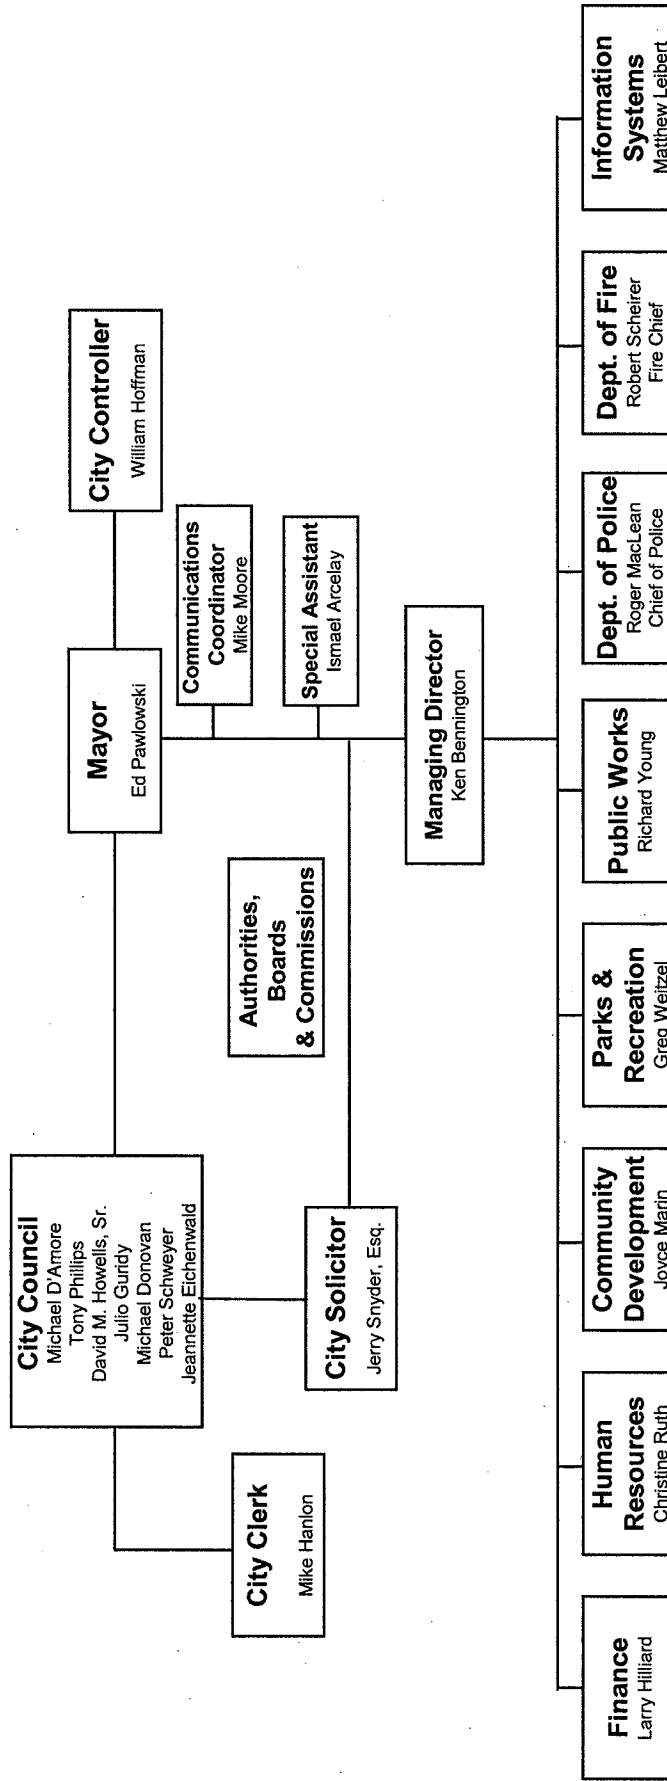 City Council
Michael D'Amore
Tony Phillips
David M. Howells, Sr.
Julio Guridy
Michael Donovan
Peter Schweyer
Jeannette Eichenwald
Mayor
Ed Pawlowski
City Controller
William Hoffman
City Clerk
Mike Hanlon
City Solicitor
Jerry Snyder, Esq.
Authorities,
Boards
& Commissions
Communications
Coordinator
Mike Moore
Special Assistant
Ismael Arcelay
Managing Director
Ken Bennington
Finance
Larry Hilliard
Human
Resources
Christine Ruth
Community
Development
Joyce Marin
Parks &
Recreation
Greg Weitzel
Public Works
Richard Young
Dept. of Police
Roger MacLean
Chief of Police
Dept. of Fire
Robert Scheirer
Fire Chief
Information
Systems
Matthew Leibert